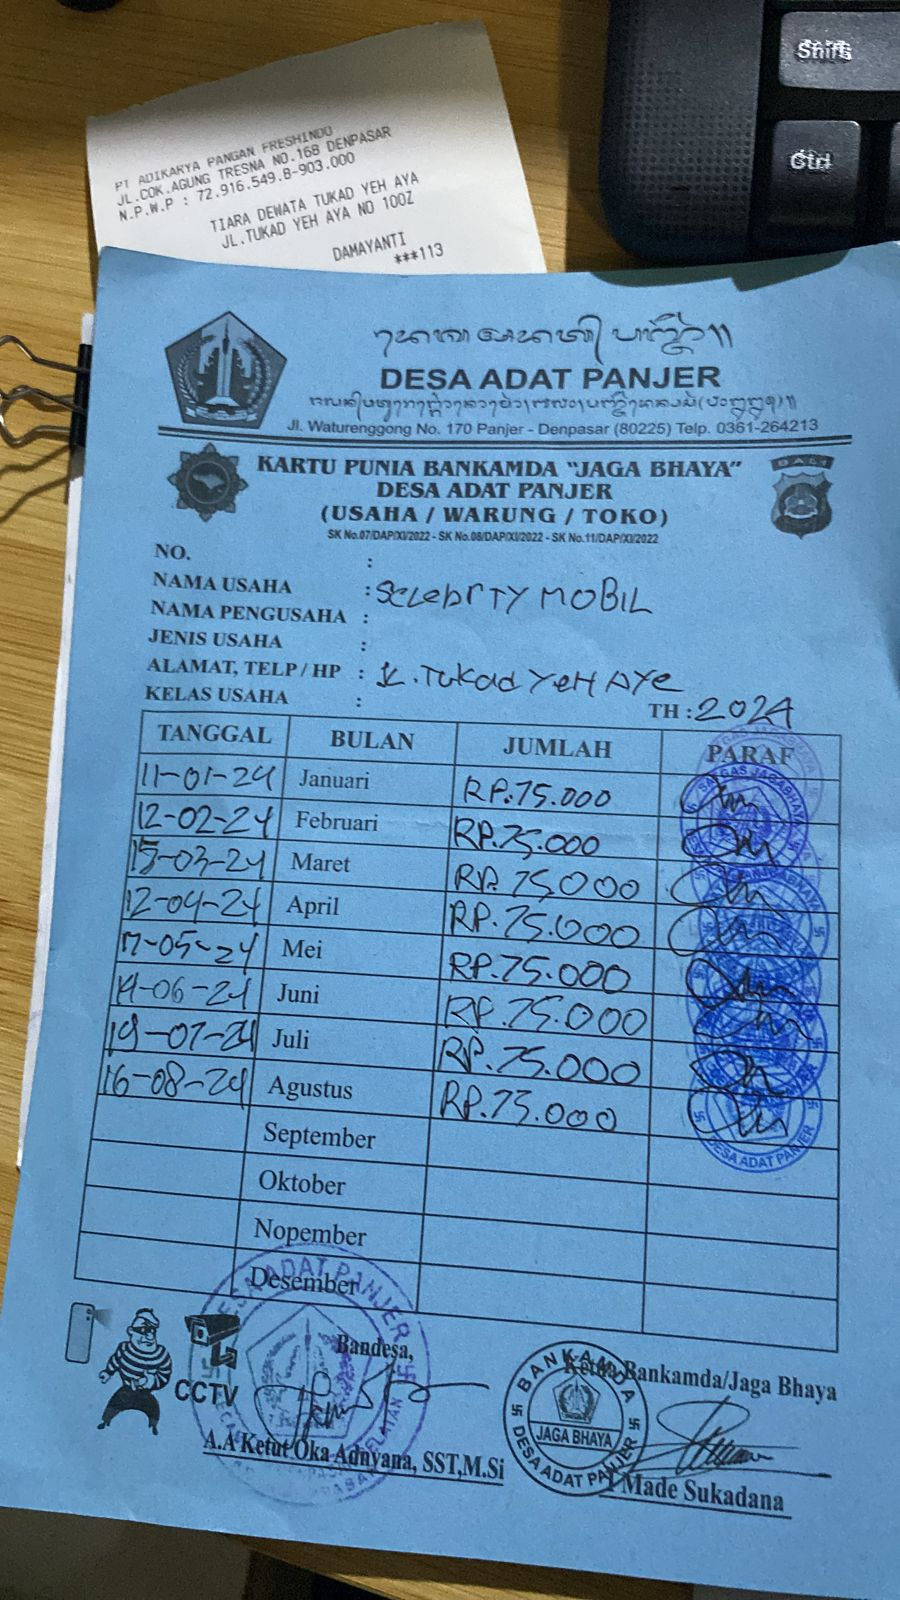 Shift
Ctrl
PT ADIKARYA PANGAN FRESHINDO
JL.COK.AGUNG TRESNA NO.168 DENPASAR
N.P.W.P : 72.916.549.8-903.000
TIARA DEWATA TUKAD YEH AYA
JL.TUKAD YEH AYA NO 100Z
DAMAYANTI
***113
DESA ADAT PANJER
Jl. Waturenggong No. 170 Panjer - Denpasar (80225) Telp. 0361-264213
KARTU PUNIA BANKAMDA "JAGA BHAYA"
DESA ADAT PANJER
(USAHA / WARUNG / TOKO)
SK No.07/DAP/XI/2022 - SK No.08/DAP/XI/2022 - SK No.11/DAP/XI/2022
BALI
NO. :
NAMA USAHA : SELEBRTY MOBIL
NAMA PENGUSAHA :
JENIS USAHA :
ALAMAT, TELP / HP : JL. TUKAD YEH AYE
KELAS USAHA : TH : 2024
TANGGAL BULAN JUMLAH PARAF
11-01-24 Januari RP.75.000
12-02-24 Februari RP.75.000
15-03-24 Maret RP.75.000
12-04-24 April RP.75.000
17-05-24 Mei RP.75.000
14-06-24 Juni RP.75.000
19-07-24 Juli RP.75.000
16-08-24 Agustus RP.75.000
September
Oktober
Nopember
Desember
SATGAS JAGABHAYA
DESA ADAT PANJER
CCTV
DESA ADAT PANJER
Bandesa,
A.A Ketut Oka Adnyana, SST,M.Si
Ketua Bankamda/Jaga Bhaya
BANKAMDA
JAGA BHAYA
DESA ADAT PANJER
I Made Sukadana